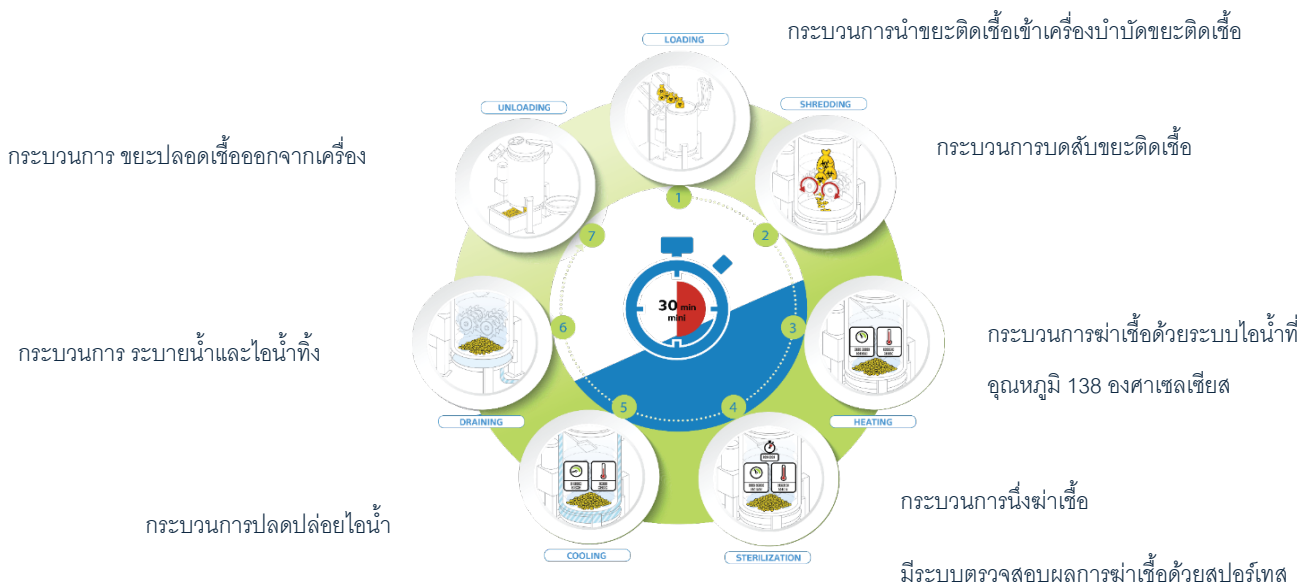 LOADING
กระบวนการนำขยะติดเชื้อเข้าเครื่องบำบัดขยะติดเชื้อ
1
SHREDDING
กระบวนการบดสับขยะติดเชื้อ
2
HEATING
กระบวนการฆ่าเชื้อด้วยระบบไอน้ำที่
อุณหภูมิ 138 องศาเซลเซียส
3
STERILIZATION
กระบวนการนึ่งฆ่าเชื้อ
มีระบบตรวจสอบผลการฆ่าเชื้อด้วยสปอร์เทส
4
COOLING
กระบวนการปลดปล่อยไอน้ำ
5
DRAINING
กระบวนการ ระบายน้ำและไอน้ำทิ้ง
6
UNLOADING
กระบวนการ ขยะปลอดเชื้อออกจากเครื่อง
7
30 min
mini